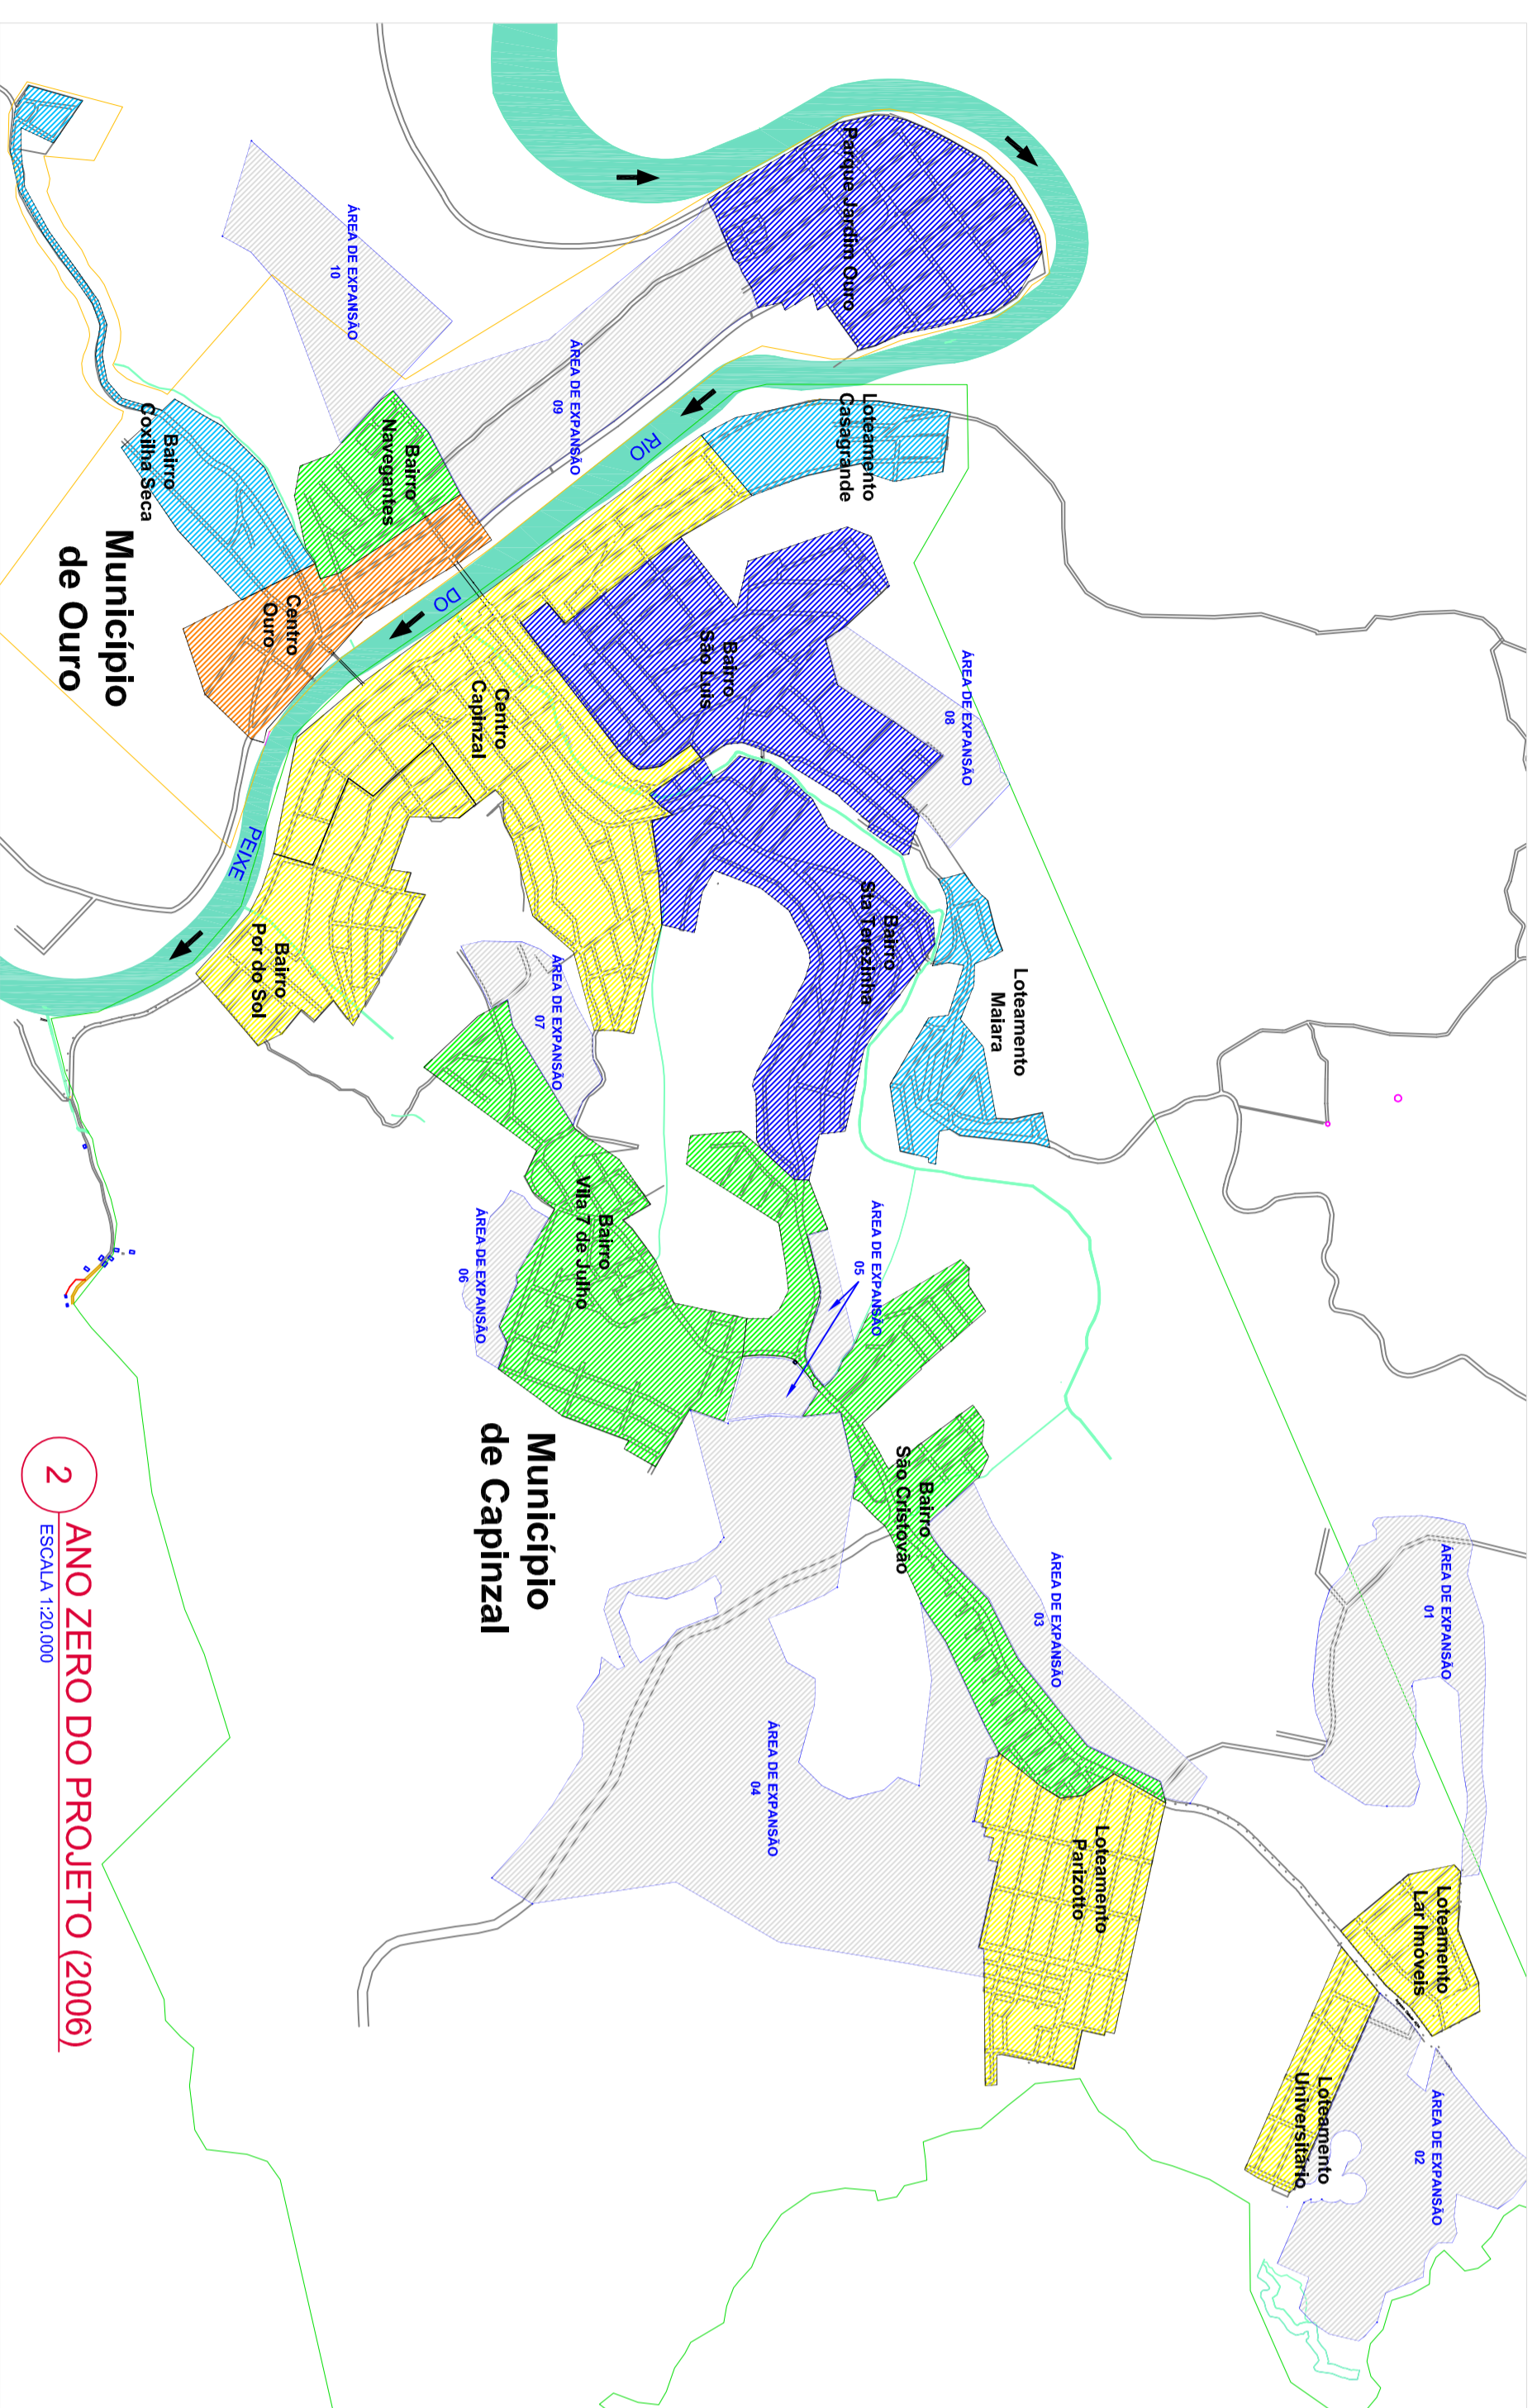 Parque Jardim Ouro
ÁREA DE EXPANSÃO
10
ÁREA DE EXPANSÃO
09
Loteamento
Casagrande
RIO
DO
PEIXE
Bairro
Navegantes
Bairro
Coxilha Seca
Centro
Ouro
Município
de Ouro
Bairro
São Luis
Centro
Capinzal
ÁREA DE EXPANSÃO
08
Bairro
Sta Terezinha
Loteamento
Maiara
Bairro
Por do Sol
ÁREA DE EXPANSÃO
07
Bairro
Vila 7 de Julho
ÁREA DE EXPANSÃO
06
ÁREA DE EXPANSÃO
05
Município
de Capinzal
Bairro
São Cristovão
ÁREA DE EXPANSÃO
03
ÁREA DE EXPANSÃO
01
ÁREA DE EXPANSÃO
04
Loteamento
Parizotto
Loteamento
Lar Imóveis
Loteamento
Universitário
ÁREA DE EXPANSÃO
02
2
ANO ZERO DO PROJETO (2006)
ESCALA 1:20.000